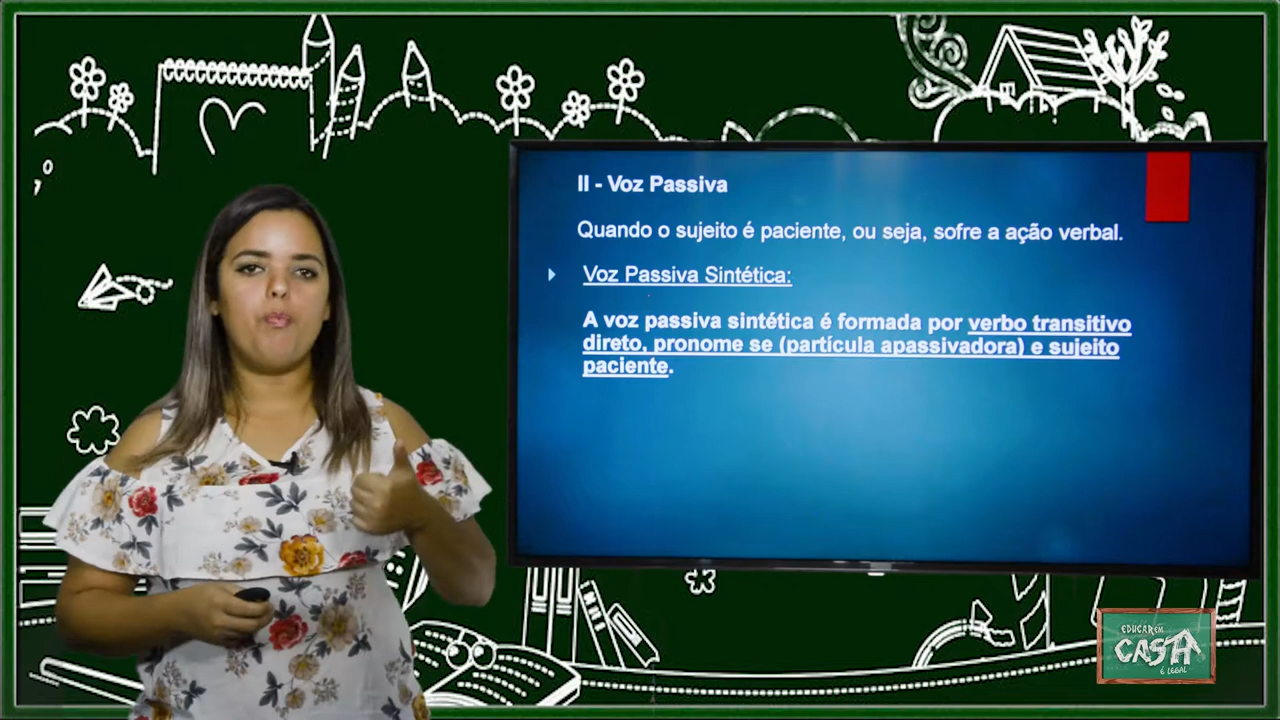 II - Voz Passiva
Quando o sujeito é paciente, ou seja, sofre a ação verbal.
Voz Passiva Sintética:
A voz passiva sintética é formada por verbo transitivo
direto, pronome se (partícula apassivadora) e sujeito
paciente.
EDUCAR EM
CASA
É LEGAL